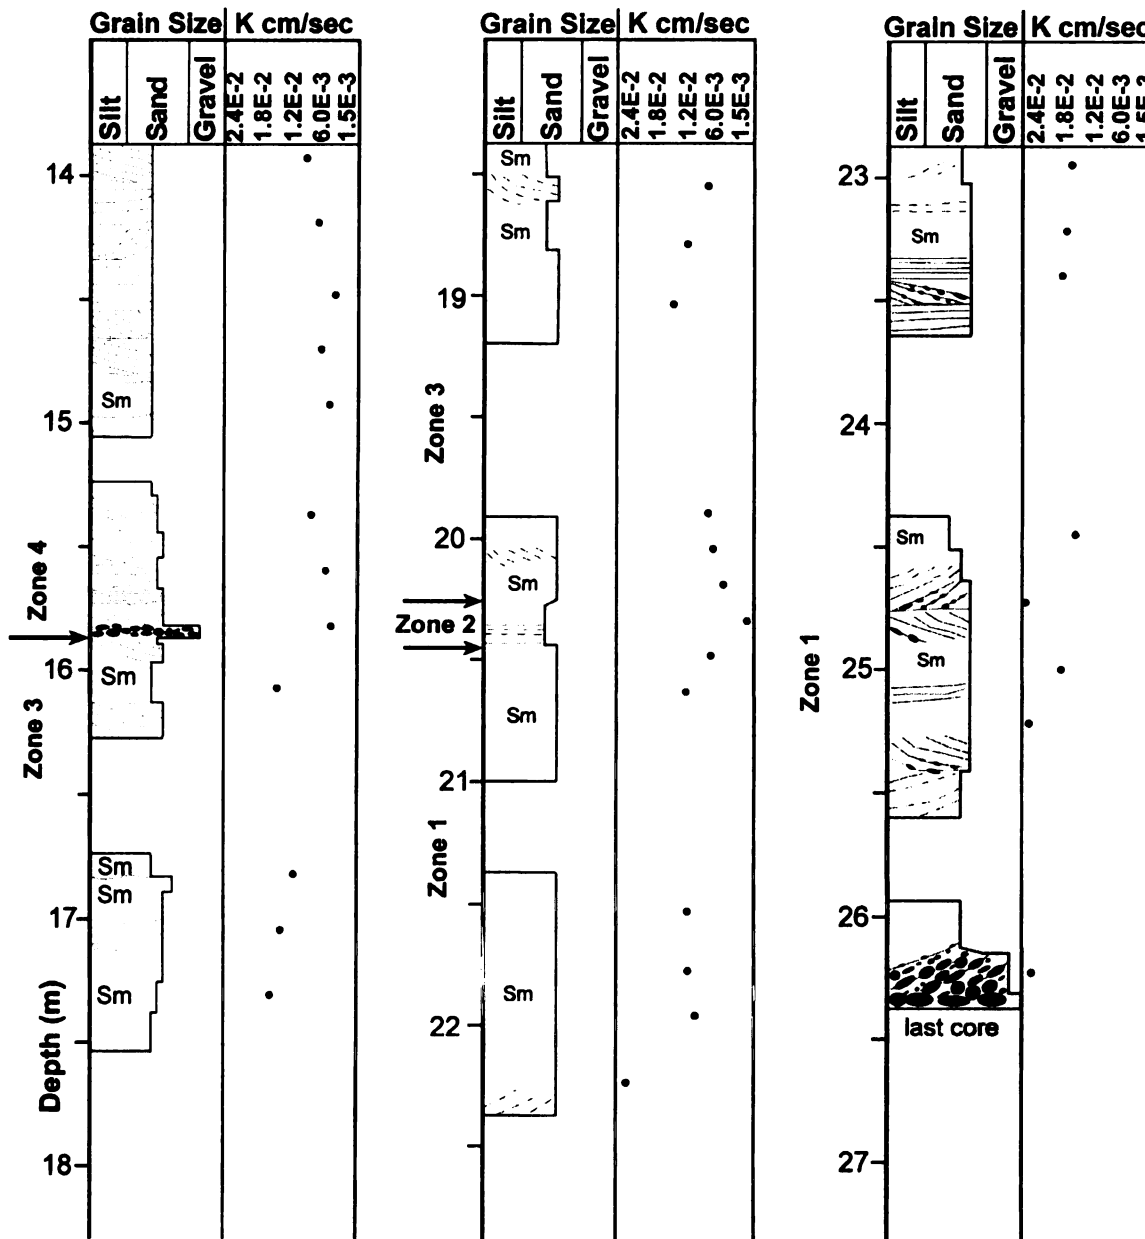 Grain Size K cm/sec
Silt
Sand
Gravel
2.4E-2
1.8E-2
1.2E-2
6.0E-3
1.5E-3
14
Sm
15
Zone 4
16
Sm
Zone 3
Sm
Sm
17
Sm
Depth (m)
18
Grain Size K cm/sec
Silt
Sand
Gravel
2.4E-2
1.8E-2
1.2E-2
6.0E-3
1.5E-3
Sm
Sm
19
Zone 3
20
Sm
Zone 2
Sm
21
Zone 1
Sm
22
Grain Size K cm/sec
Silt
Sand
Gravel
2.4E-2
1.8E-2
1.2E-2
6.0E-3
1.5E-3
23
Sm
24
Sm
Sm
25
Zone 1
26
last core
27